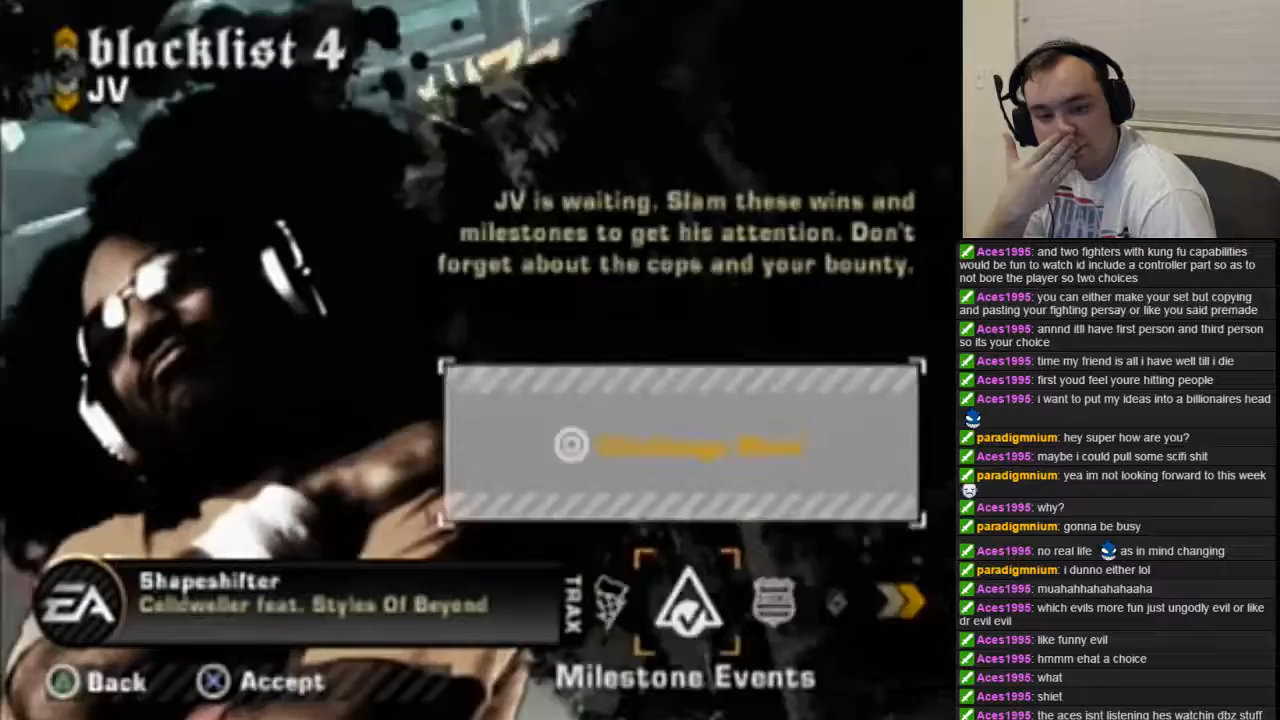 blacklist 4
JV
JV is waiting. Slam these wins and
milestones to get his attention. Don't
forget about the cops and your bounty.
EA
Shapeshifter
Celldweller feat. Styles Of Beyond
TRAX
Back
Accept
Milestone Events
Aces1995: and two fighters with kung fu capabilities
would be fun to watch id include a controller part so as to
not bore the player so two choices
Aces1995: you can either make your set but copying
and pasting your fighting persay or like you said premade
Aces1995: annnd itll have first person and third person
so its your choice
Aces1995: time my friend is all i have well till i die
Aces1995: first youd feel youre hitting people
Aces1995: i want to put my ideas into a billionaires head
paradigmnium: hey super how are you?
Aces1995: maybe i could pull some scifi shit
paradigmnium: yea im not looking forward to this week
Aces1995: why?
paradigmnium: gonna be busy
Aces1995: no real life as in mind changing
paradigmnium: i dunno either lol
Aces1995: muahahhahahahaaha
Aces1995: which evils more fun just ungodly evil or like
dr evil evil
Aces1995: like funny evil
Aces1995: hmmm ehat a choice
Aces1995: what
Aces1995: shiet
Aces1995: the aces isnt listening hes watchin dbz stuff